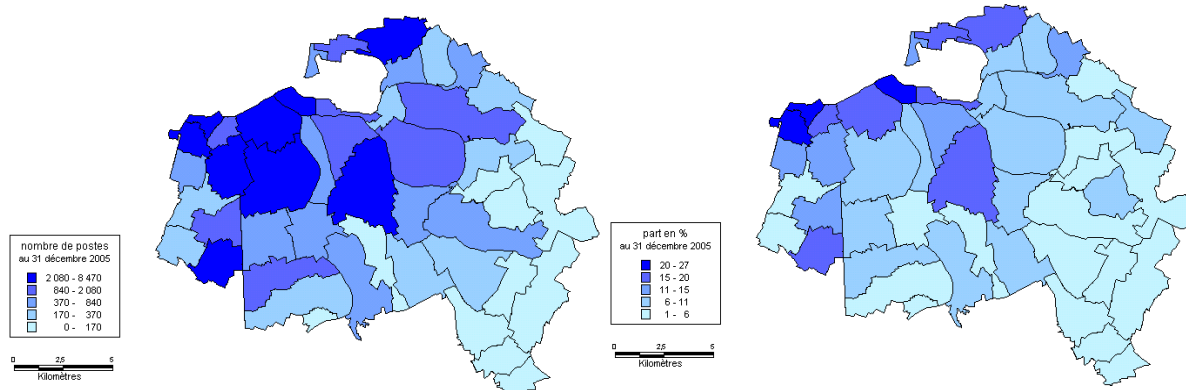 nombre de postes
au 31 décembre 2005
2 080 - 8 470
840 - 2 080
370 - 840
170 - 370
0 - 170
0 2,5 5
Kilomètres
part en %
au 31 décembre 2005
20 - 27
15 - 20
11 - 15
6 - 11
1 - 6
0 2,5 5
Kilomètres